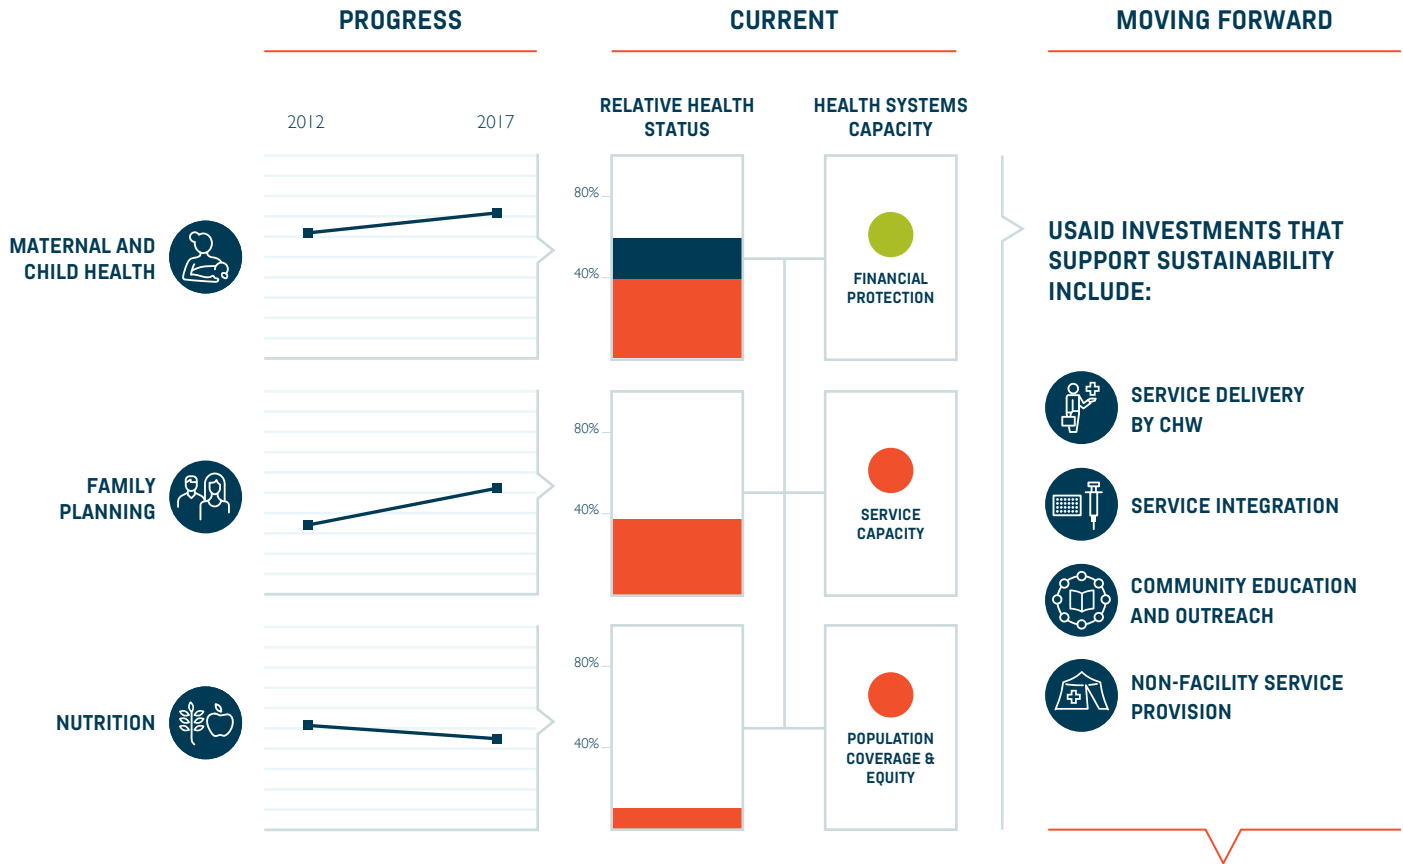 PROGRESS
CURRENT
MOVING FORWARD
2012
2017
RELATIVE HEALTH
STATUS
HEALTH SYSTEMS
CAPACITY
MATERNAL AND
CHILD HEALTH
80%
40%
FINANCIAL
PROTECTION
FAMILY
PLANNING
80%
40%
SERVICE
CAPACITY
NUTRITION
80%
40%
POPULATION
COVERAGE &
EQUITY
USAID INVESTMENTS THAT
SUPPORT SUSTAINABILITY
INCLUDE:
SERVICE DELIVERY
BY CHW
SERVICE INTEGRATION
COMMUNITY EDUCATION
AND OUTREACH
NON-FACILITY SERVICE
PROVISION